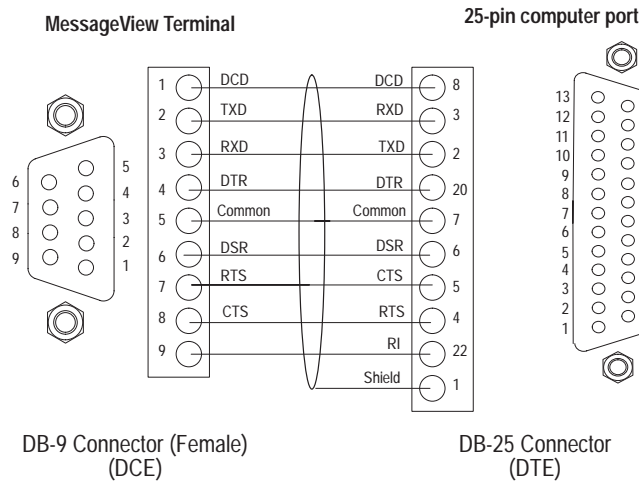 MessageView Terminal
25-pin computer port
1 DCD DCD 8
2 TXD RXD 3
3 RXD TXD 2
4 DTR DTR 20
5 Common Common 7
6 DSR DSR 6
7 RTS CTS 5
8 CTS RTS 4
9 RI 22
Shield 1
6
7
8
9
5
4
3
2
1
13
12
11
10
9
8
7
6
5
4
3
2
1
DB-9 Connector (Female)
(DCE)
DB-25 Connector
(DTE)